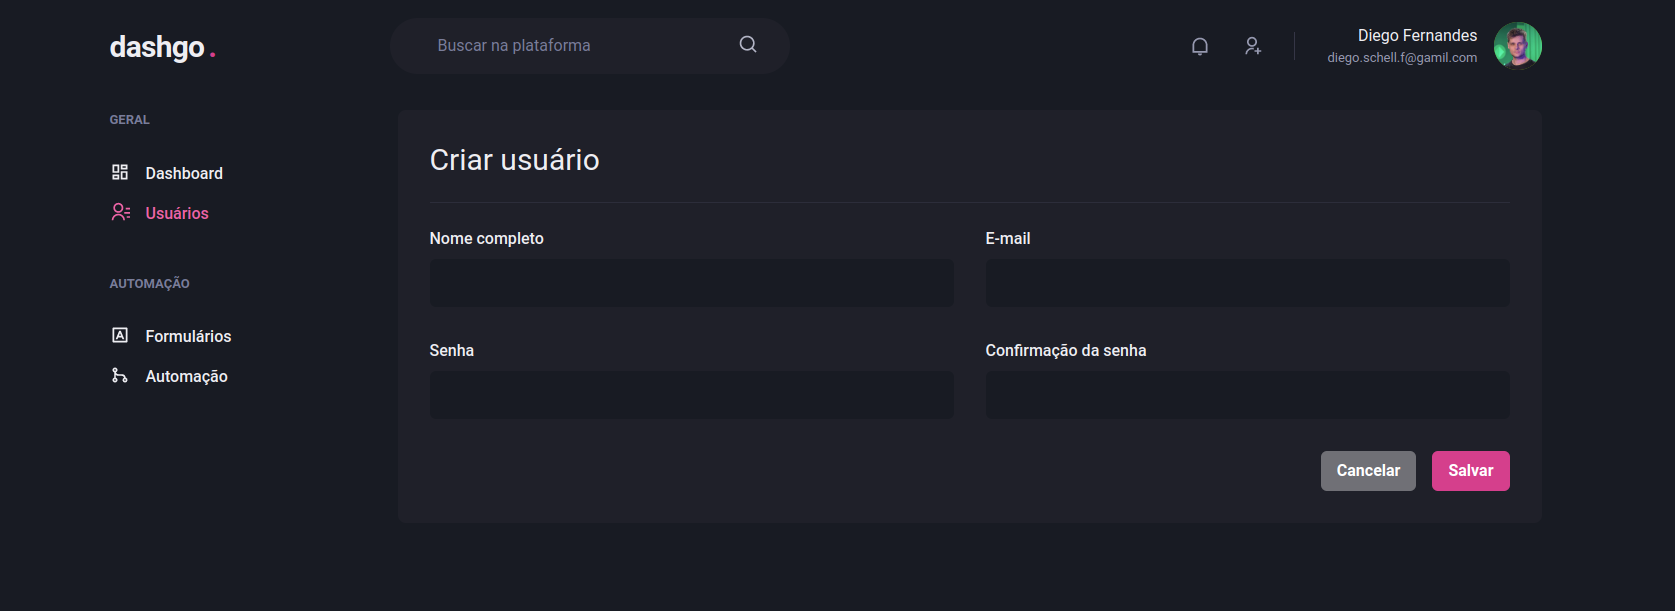 dashgo.
Buscar na plataforma
Diego Fernandes
diego.schell.f@gamil.com
GERAL
Dashboard
Usuários
AUTOMAÇÃO
Formulários
Automação
Criar usuário
Nome completo
E-mail
Senha
Confirmação da senha
Cancelar
Salvar